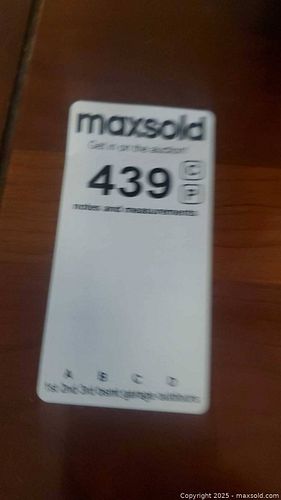 maxsold
Get in on the auction!
439 C
P
notes and measurements:
A B C D
1st 2nd 3rd bsmt garage outdoors
Copyright 2025 - maxsold.com